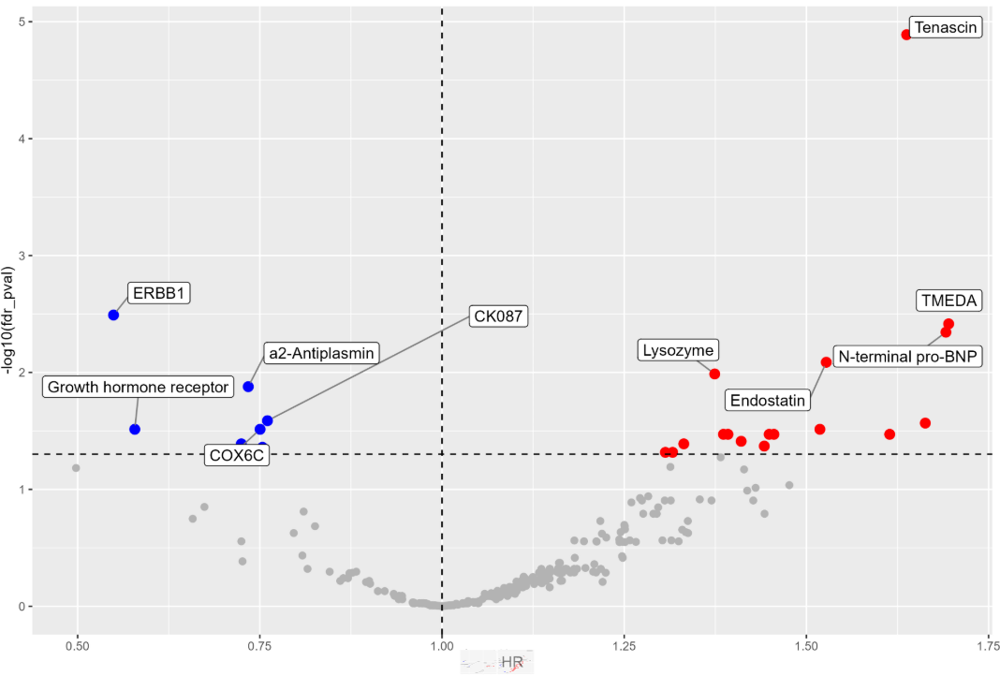 5
Tenascin
4
3
ERBB1
TMEDA
CK087
Lysozyme
a2-Antiplasmin
N-terminal pro-BNP
-log10(fdr_pval)
2
Growth hormone receptor
Endostatin
COX6C
1
0
0.50 0.75 1.00 1.25 1.50 1.75
HR